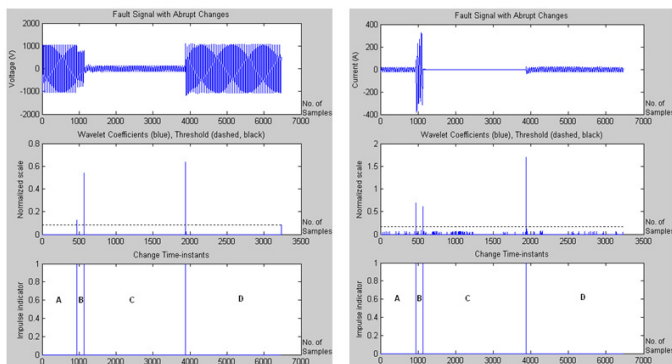 Fault Signal with Abrupt Changes
Voltage (V)
2000
1000
0
-1000
-2000
0 1000 2000 3000 4000 5000 6000 7000
No. of
Samples
Wavelet Coefficients (blue), Threshold (dashed, black)
Normalized scale
0.8
0.6
0.4
0.2
0
0 500 1000 1500 2000 2500 3000 3500
No. of
Samples
Change Time-instants
Impulse indicator
1
0.8
0.6
0.4
0.2
0
A B C D
0 1000 2000 3000 4000 5000 6000 7000
No. of
Samples
Fault Signal with Abrupt Changes
Current (A)
400
200
0
-200
-400
0 1000 2000 3000 4000 5000 6000 7000
No. of
Samples
Wavelet Coefficients (blue), Threshold (dashed, black)
Normalized scale
2
1.5
1
0.5
0
0 500 1000 1500 2000 2500 3000 3500
No. of
Samples
Change Time-instants
Impulse indicator
1
0.8
0.6
0.4
0.2
0
A B C D
0 1000 2000 3000 4000 5000 6000 7000
No. of
Samples